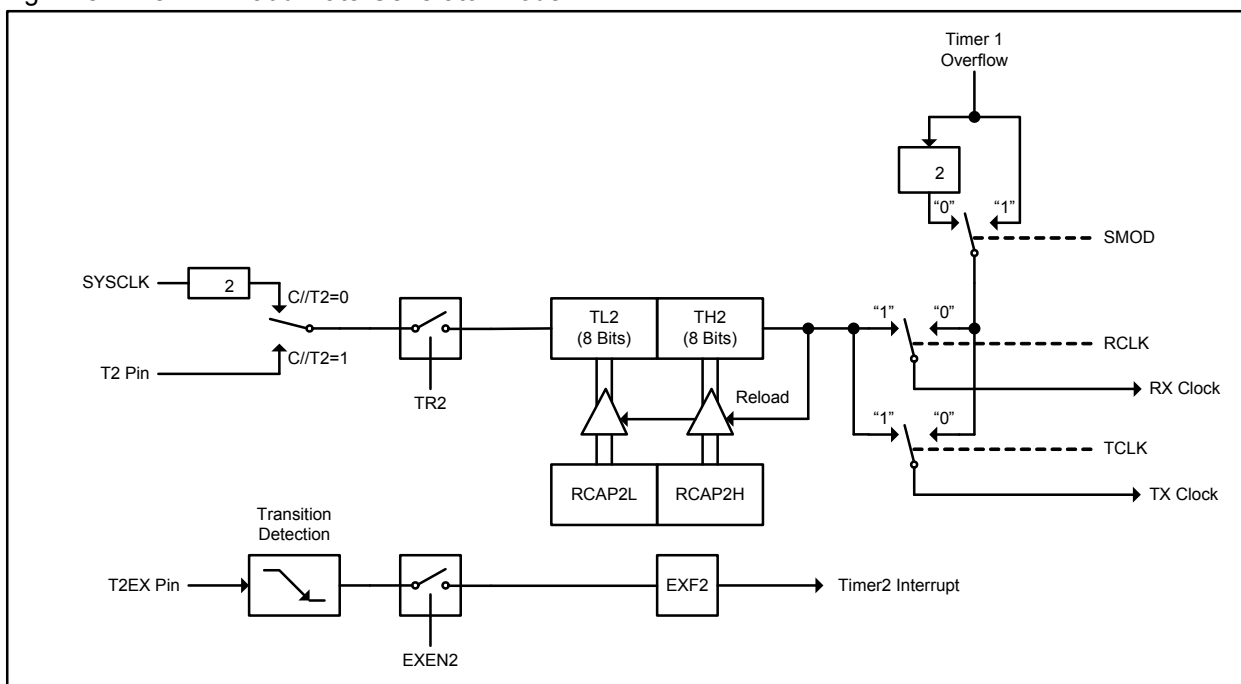 Timer 1
Overflow
2
“0”
“1”
SMOD
SYSCLK
2
C//T2=0
C//T2=1
T2 Pin
TR2
TL2
(8 Bits)
TH2
(8 Bits)
Reload
RCAP2L
RCAP2H
“1”
“0”
RCLK
RX Clock
“1”
“0”
TCLK
TX Clock
Transition
Detection
T2EX Pin
EXEN2
EXF2
Timer2 Interrupt